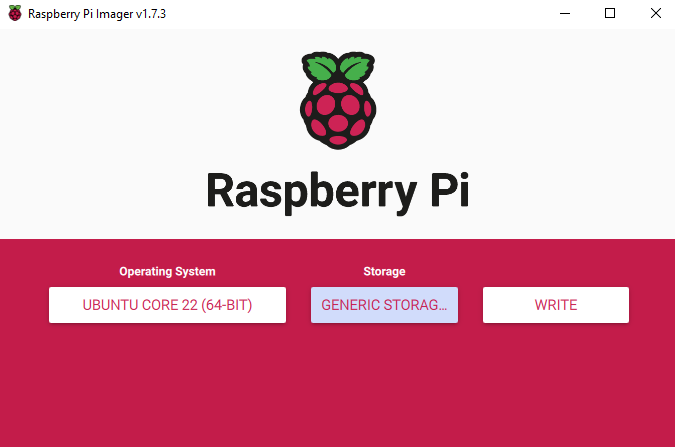 Raspberry Pi Imager v1.7.3
Raspberry Pi
Operating System
Storage
UBUNTU CORE 22 (64-BIT)
GENERIC STORAG...
WRITE